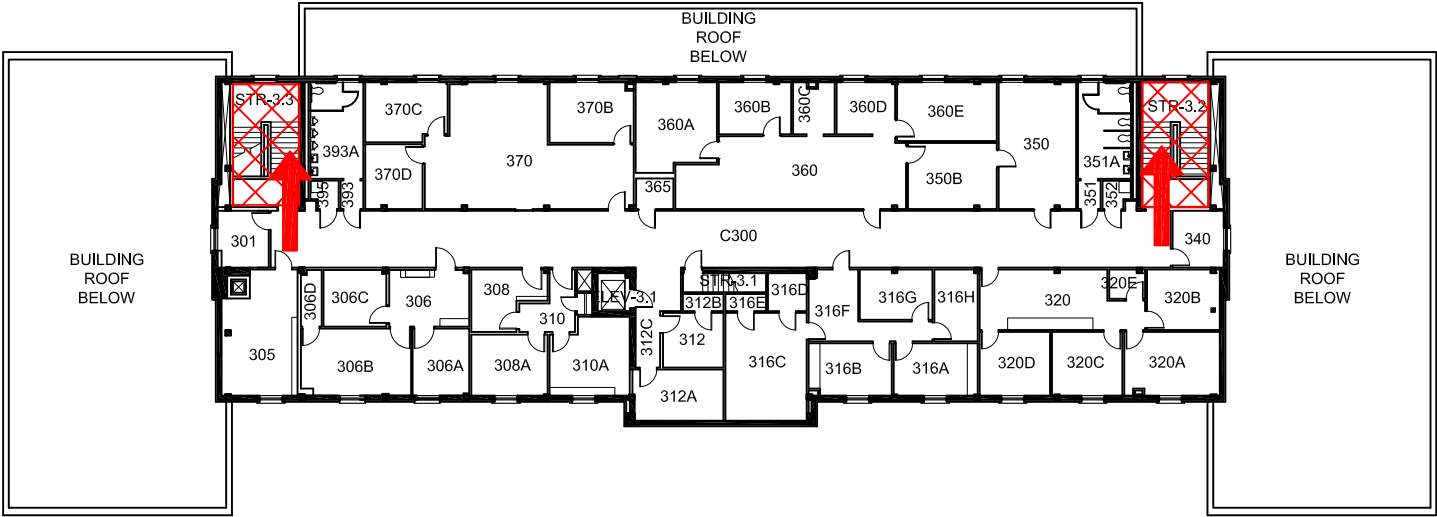 BUILDING
ROOF
BELOW
STR-3.3
370C
370B
360B
360C
360D
360E
STR-3.2
393A
370
360A
350
351A
370D
360
350B
395
393
365
351
352
301
C300
340
BUILDING
ROOF
BELOW
BUILDING
ROOF
BELOW
306D
306C
306
308
310
ELEV-3.1
STR-3.1
312B
316E
316D
316F
316G
316H
320
320E
320B
305
306B
306A
308A
310A
312C
312
312A
316C
316B
316A
320D
320C
320A